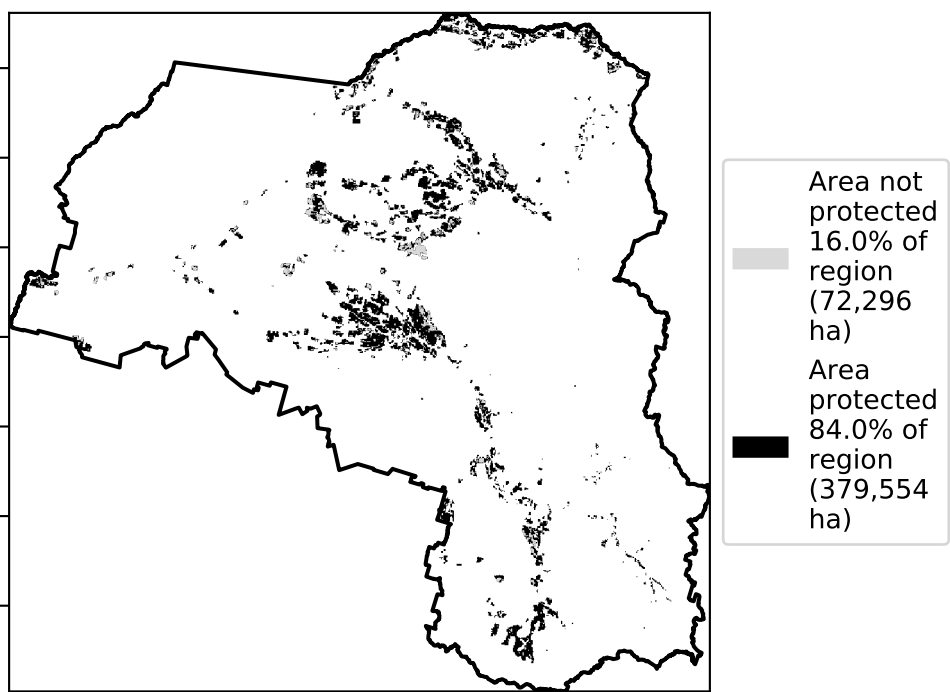 Area not
protected
16.0% of
region
(72,296
ha)
Area
protected
84.0% of
region
(379,554
ha)